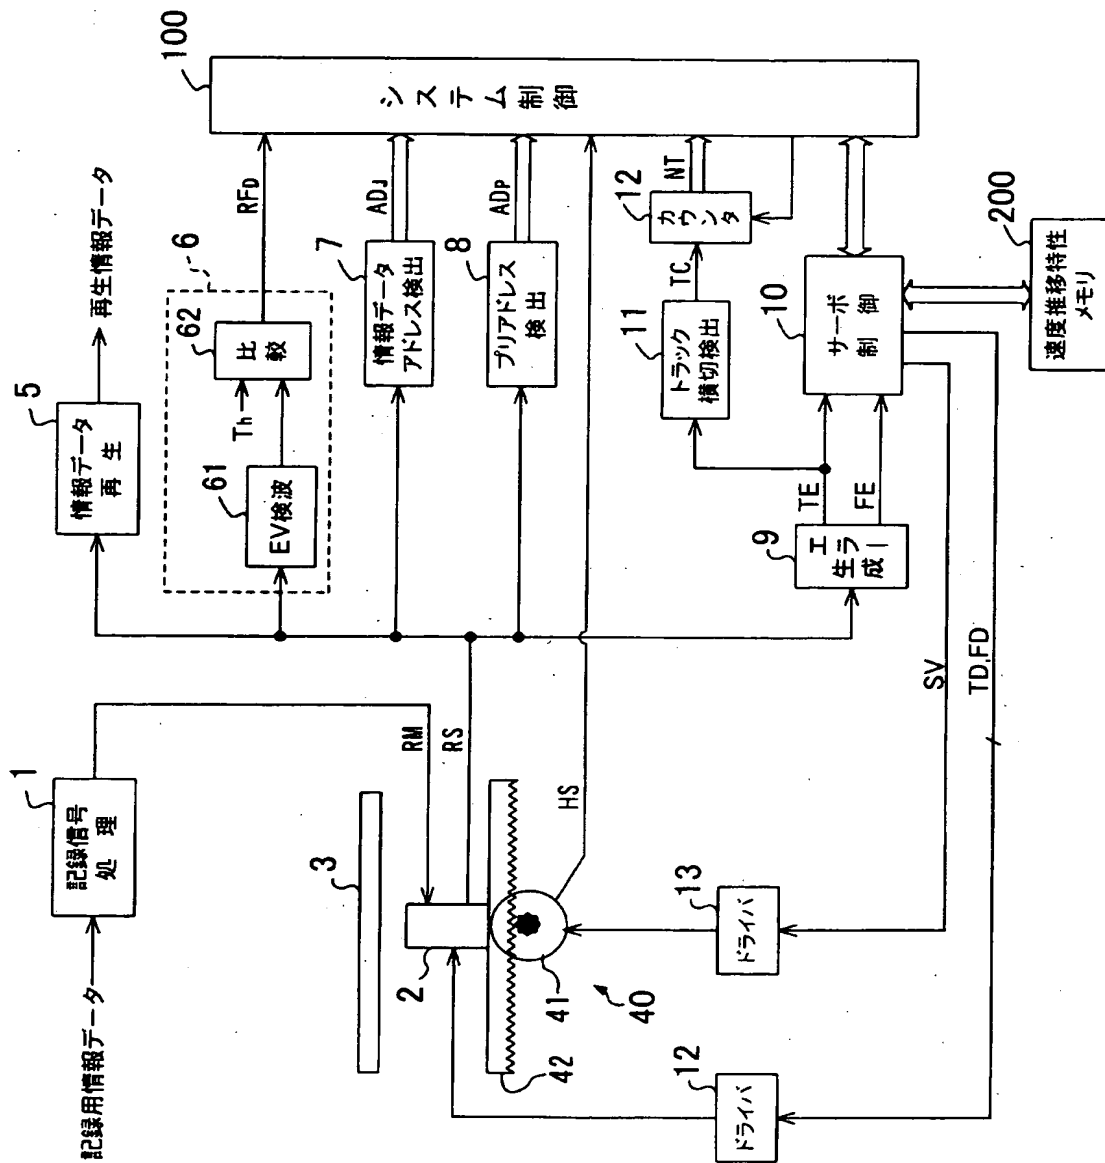 記録用情報データ
1
記録信号
処理
RM
RS
3
2
41
42
40
HS
ドライバ
12
ドライバ
13
SV
TD,FD
5
情報データ
再生
再生情報データ
6
61
EV検波
Th
62
比較
RFD
7
情報データ
アドレス検出
ADJ
8
プリアドレス
検出
ADP
9
エラー
生成
TE
FE
11
トラック
横切検出
TC
12
カウンタ
NT
10
サーボ
制御
200
速度推移特性
メモリ
100
システム制御